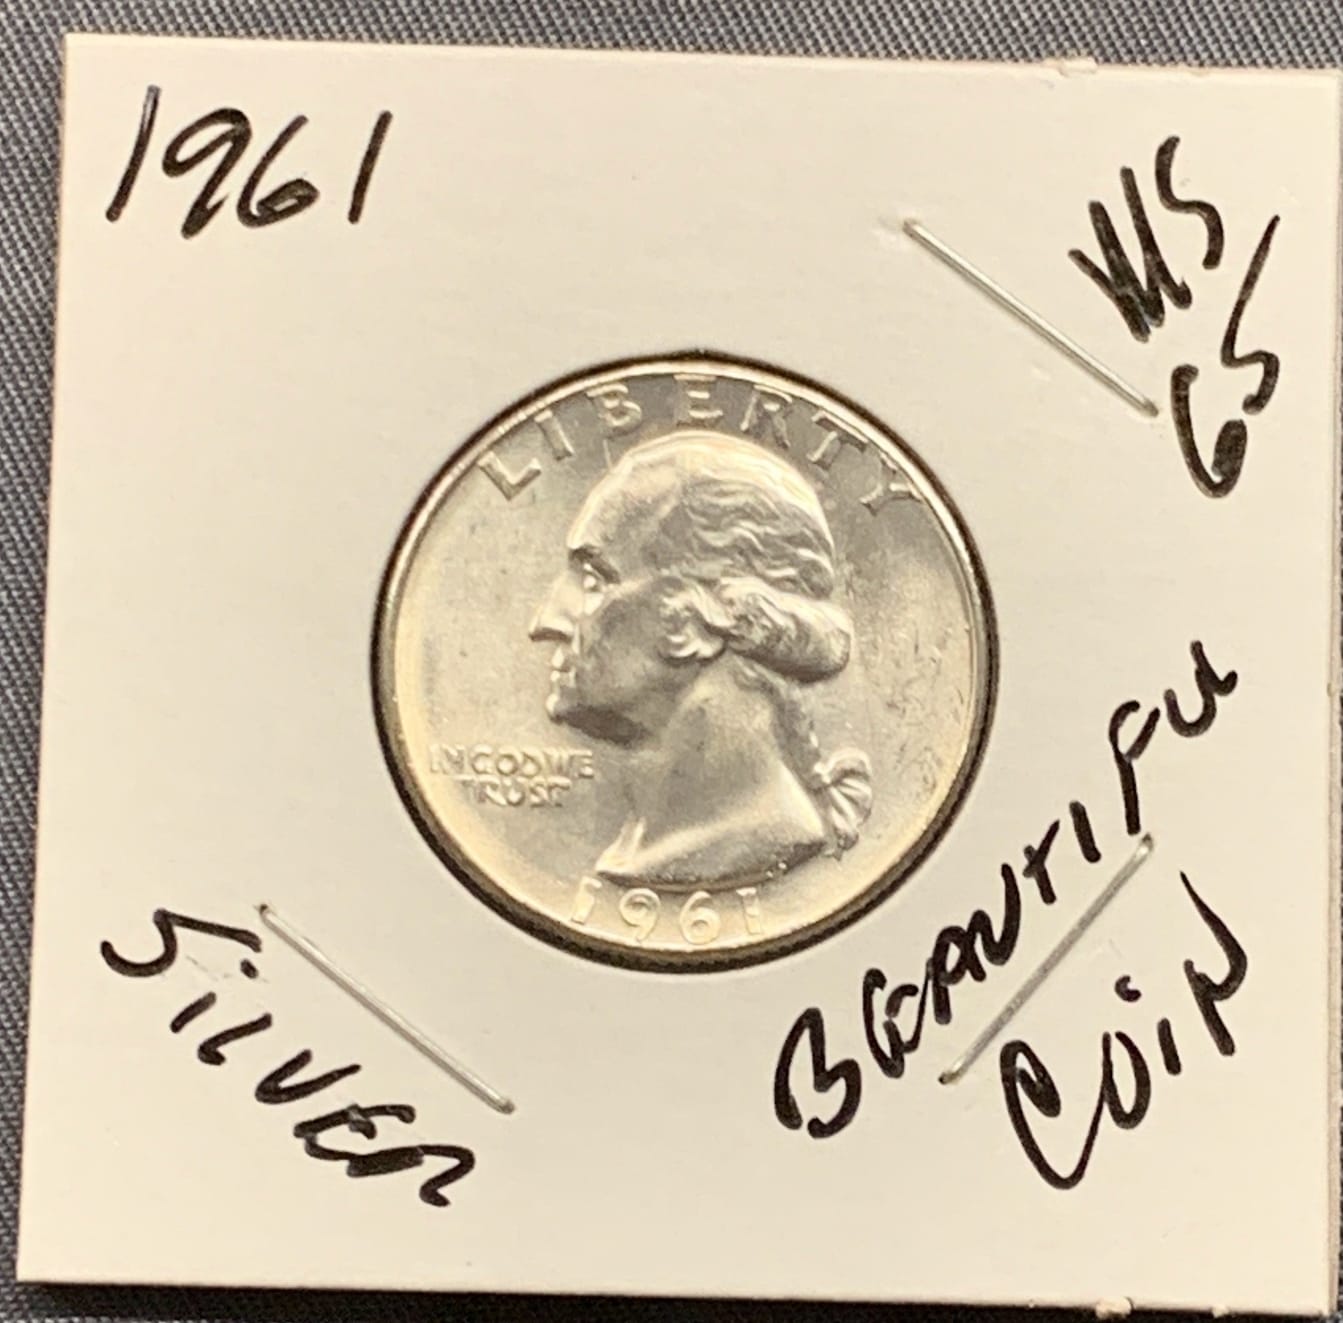 1961
MS
65
LIBERTY
IN GOD WE
TRUST
1961
SilVER
BEAUTIFUL
COiN